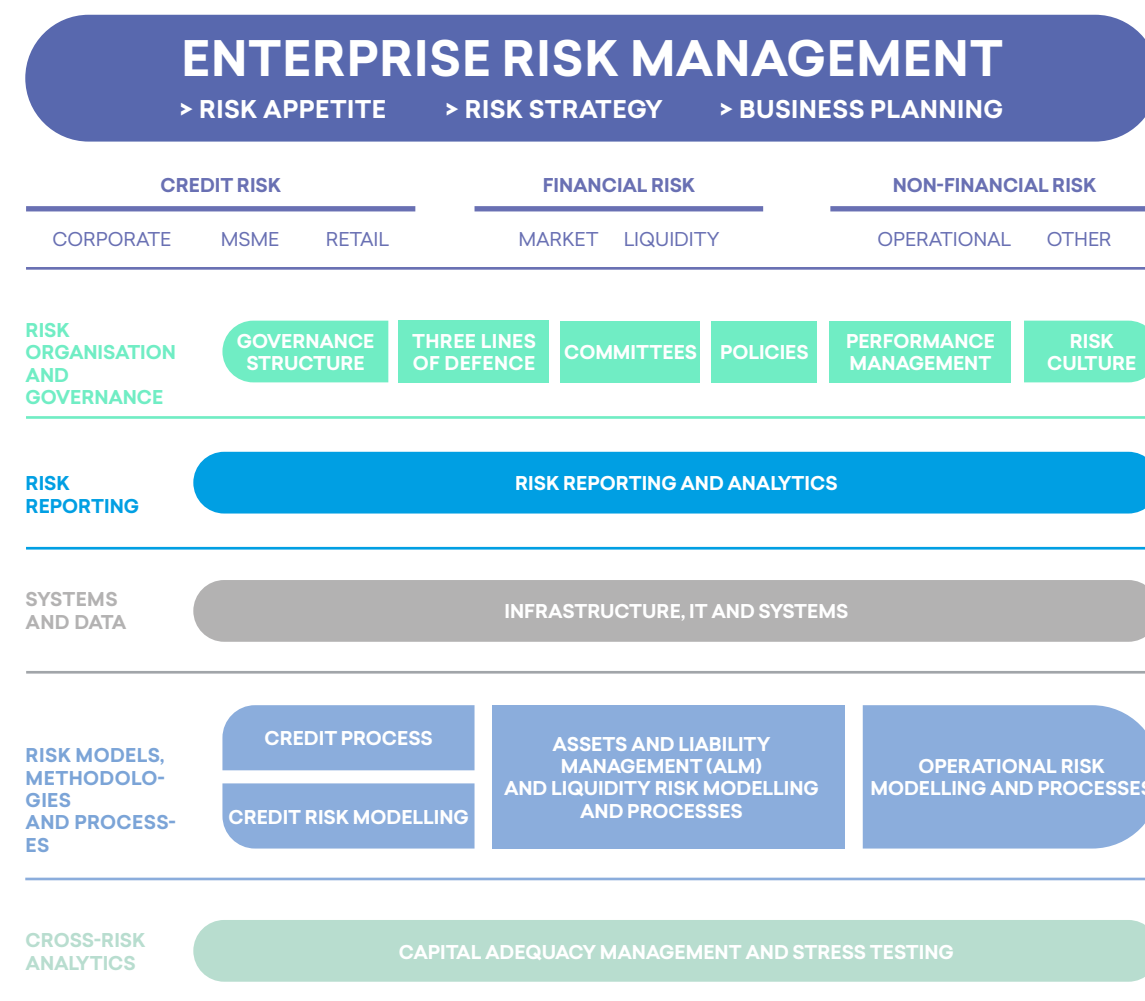 ENTERPRISE RISK MANAGEMENT
> RISK APPETITE > RISK STRATEGY > BUSINESS PLANNING
CREDIT RISK FINANCIAL RISK NON-FINANCIAL RISK
CORPORATE MSME RETAIL MARKET LIQUIDITY OPERATIONAL OTHER
RISK
ORGANISATION
AND
GOVERNANCE
GOVERNANCE
STRUCTURE
THREE LINES
OF DEFENCE
COMMITTEES
POLICIES
PERFORMANCE
MANAGEMENT
RISK
CULTURE
RISK
REPORTING
RISK REPORTING AND ANALYTICS
SYSTEMS
AND DATA
INFRASTRUCTURE, IT AND SYSTEMS
RISK MODELS,
METHODOLO-
GIES
AND PROCESS-
ES
CREDIT PROCESS
CREDIT RISK MODELLING
ASSETS AND LIABILITY
MANAGEMENT (ALM)
AND LIQUIDITY RISK MODELLING
AND PROCESSES
OPERATIONAL RISK
MODELLING AND PROCESSES
CROSS-RISK
ANALYTICS
CAPITAL ADEQUACY MANAGEMENT AND STRESS TESTING